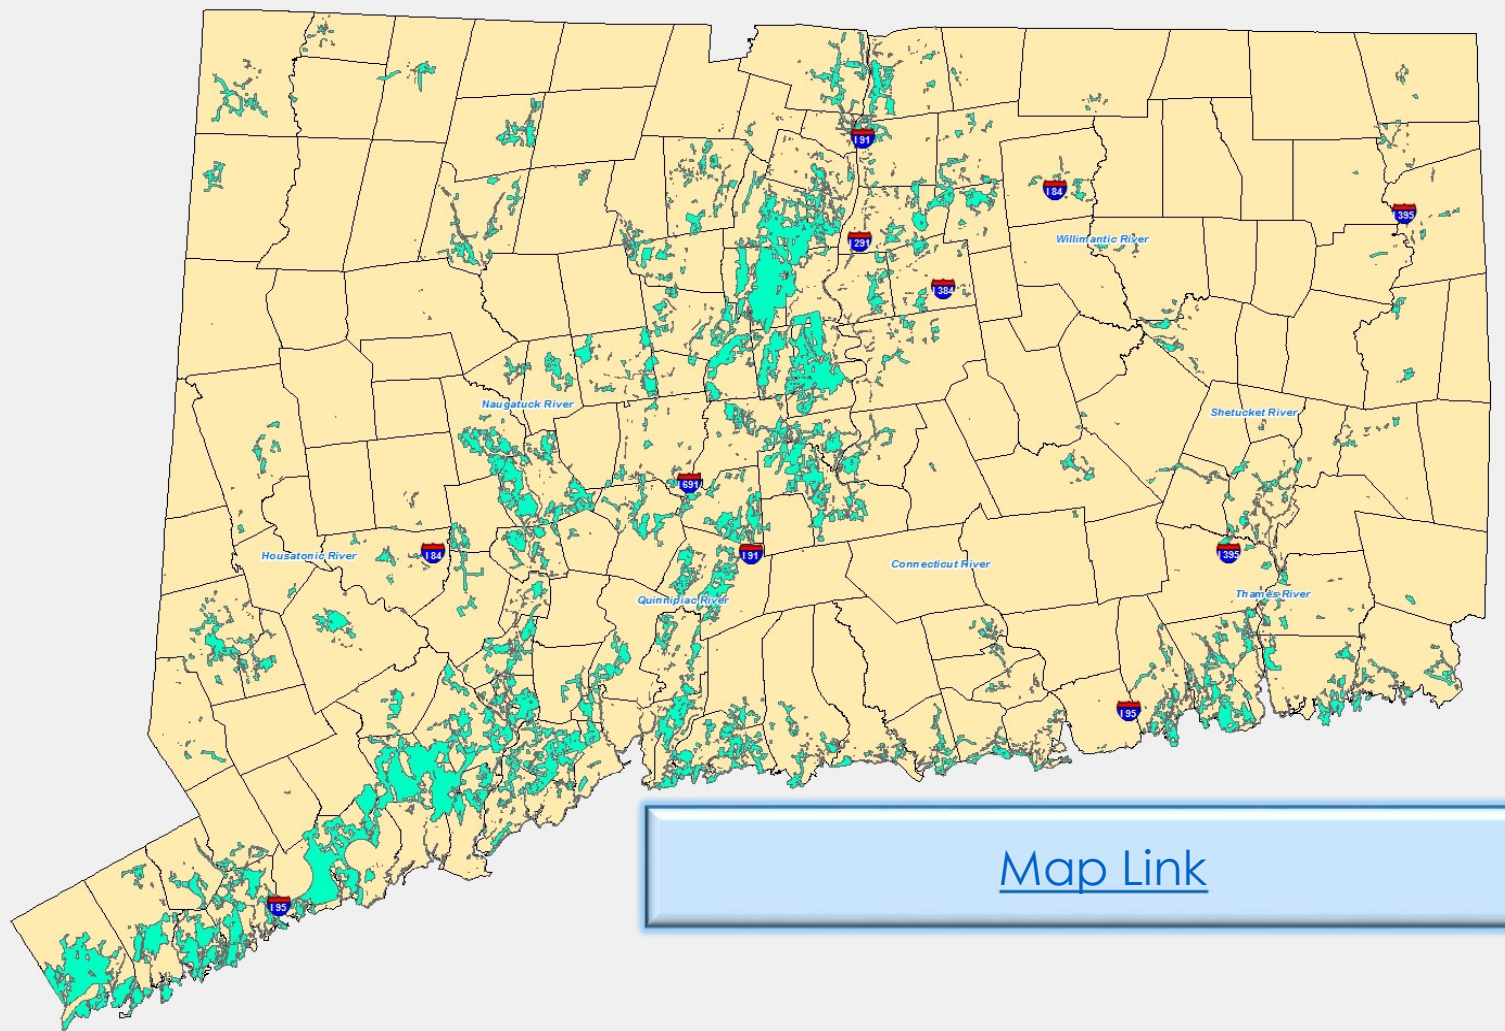 I 91
I 84
I 395
Willimantic River
I 291
I 384
Naugatuck River
Shetucket River
I 691
Housatonic River
I 84
I 91
Connecticut River
I 395
Quinnipiac River
Thames River
I 95
Map Link
I 95